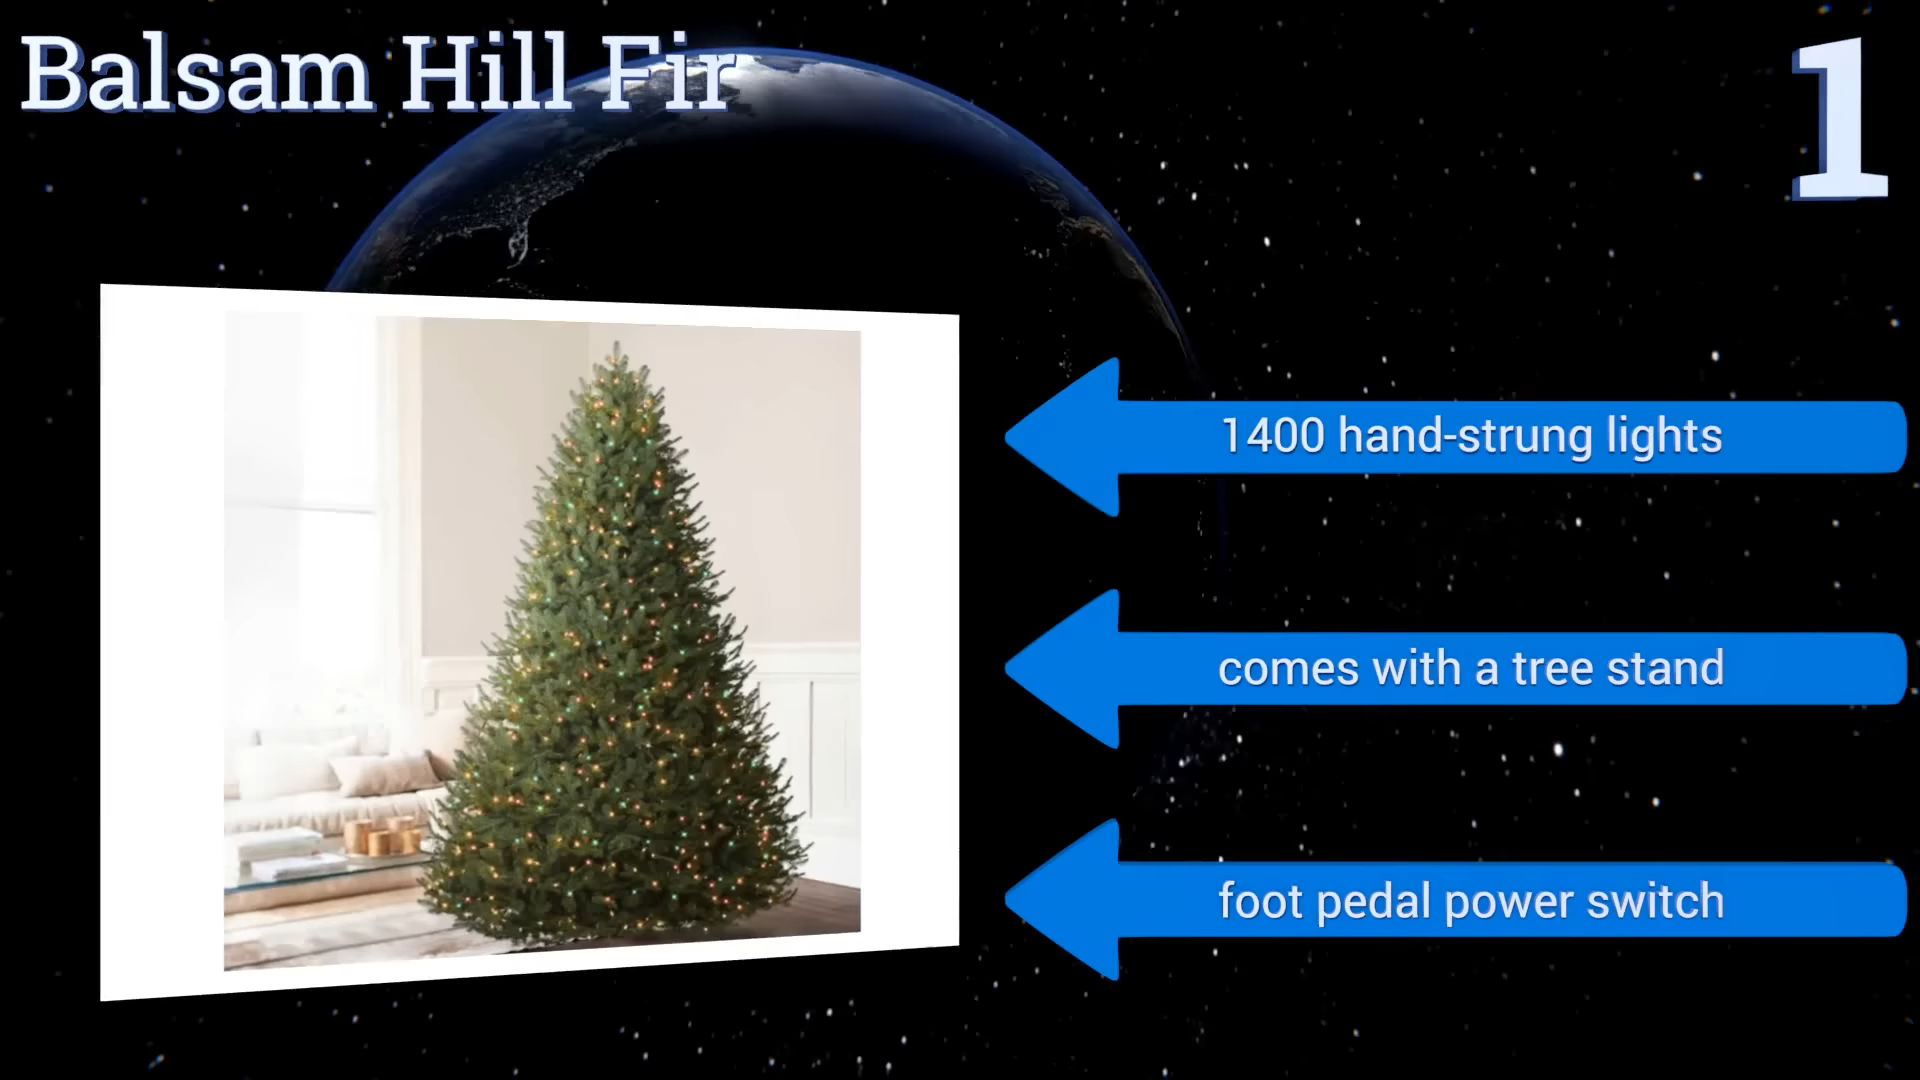 Balsam Hill Fir
1
1400 hand-strung lights
comes with a tree stand
foot pedal power switch